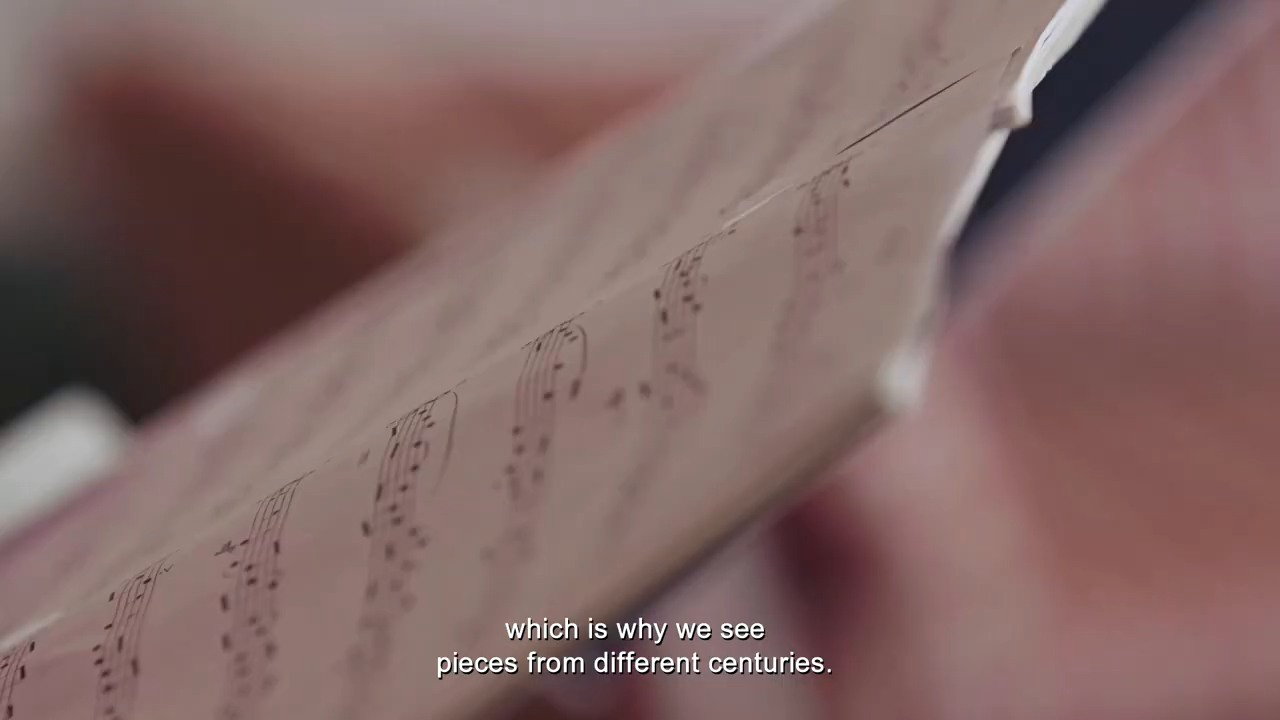 which is why we see
pieces from different centuries.